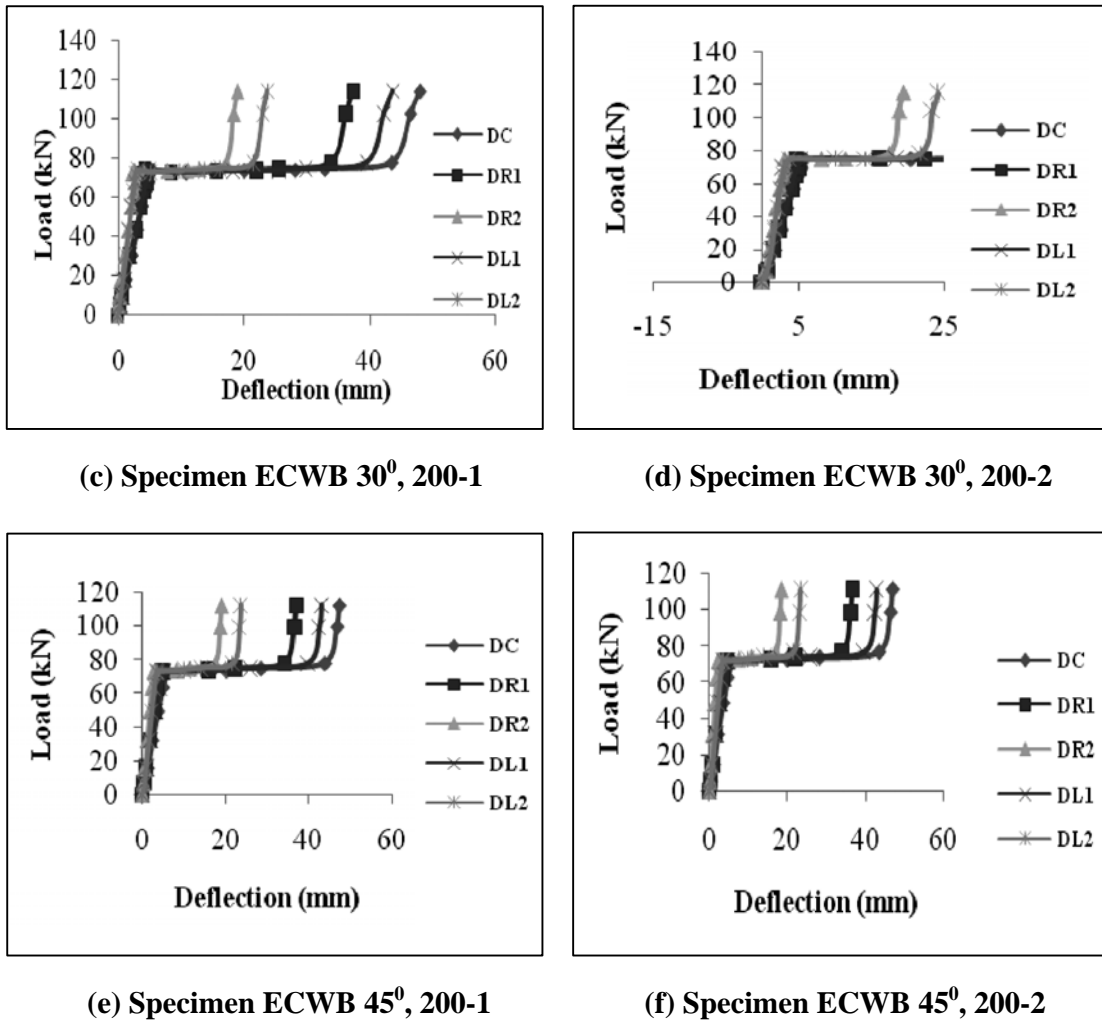 140
120
100
80
60
40
20
0
Load (kN)
0 20 40 60
Deflection (mm)
DC
DR1
DR2
DL1
DL2
(c) Specimen ECWB 30⁰, 200-1
140
120
100
80
60
40
20
0
Load (kN)
-15 5 25
Deflection (mm)
DC
DR1
DR2
DL1
DL2
(d) Specimen ECWB 30⁰, 200-2
120
100
80
60
40
20
0
Load (kN)
0 20 40 60
Deflection (mm)
DC
DR1
DR2
DL1
DL2
(e) Specimen ECWB 45⁰, 200-1
120
100
80
60
40
20
0
Load (kN)
0 20 40 60
Deflection (mm)
DC
DR1
DR2
DL1
DL2
(f) Specimen ECWB 45⁰, 200-2